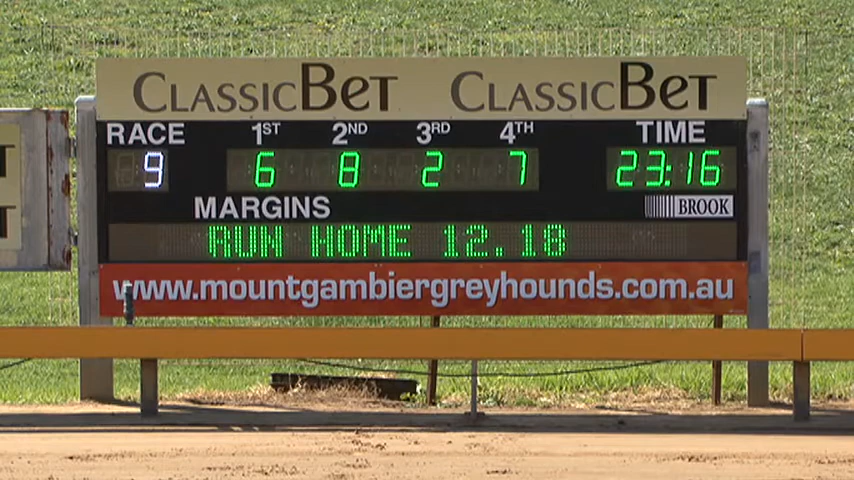 CLASSICBET CLASSICBET
RACE 1ST 2ND 3RD 4TH TIME
9 6 8 2 7 23:16
MARGINS BROOK
RUN HOME 12.18
www.mountgambiergreyhounds.com.au